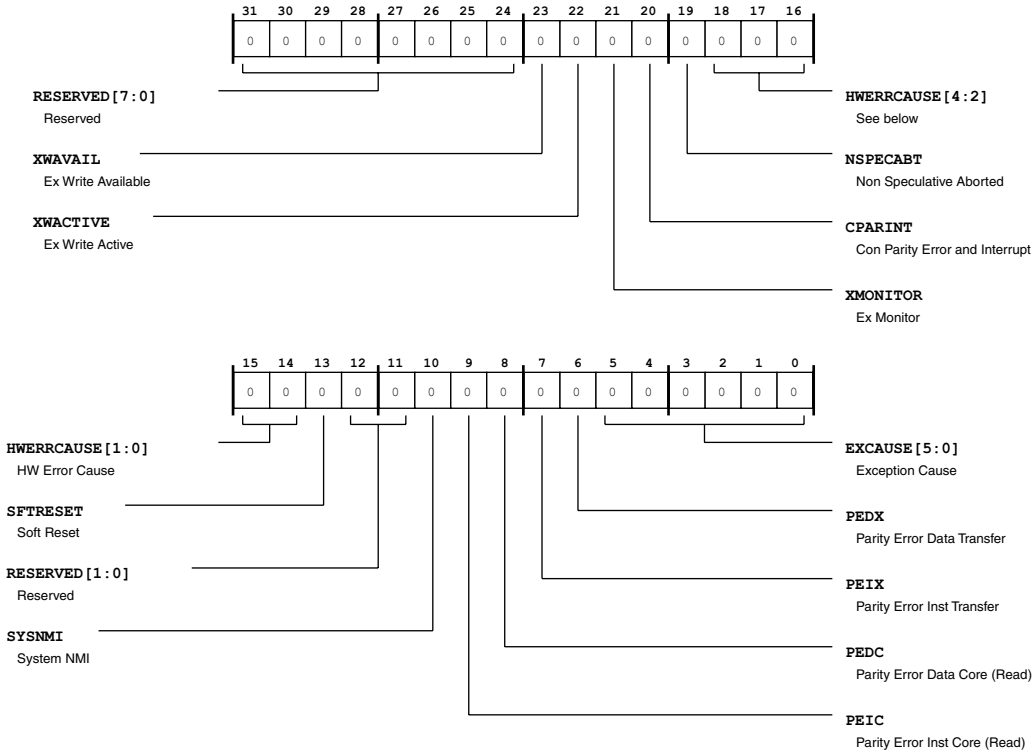 31 30 29 28 27 26 25 24 23 22 21 20 19 18 17 16
0 0 0 0 0 0 0 0 0 0 0 0 0 0 0 0
RESERVED[7:0]
Reserved
XWAVAIL
Ex Write Available
XWACTIVE
Ex Write Active
HWERRCAUSE[4:2]
See below
NSPECABT
Non Speculative Aborted
CPARINT
Con Parity Error and Interrupt
XMONITOR
Ex Monitor
15 14 13 12 11 10 9 8 7 6 5 4 3 2 1 0
0 0 0 0 0 0 0 0 0 0 0 0 0 0 0 0
HWERRCAUSE[1:0]
HW Error Cause
SFTRESET
Soft Reset
RESERVED[1:0]
Reserved
SYSNMI
System NMI
EXCAUSE[5:0]
Exception Cause
PEDX
Parity Error Data Transfer
PEIX
Parity Error Inst Transfer
PEDC
Parity Error Data Core (Read)
PEIC
Parity Error Inst Core (Read)